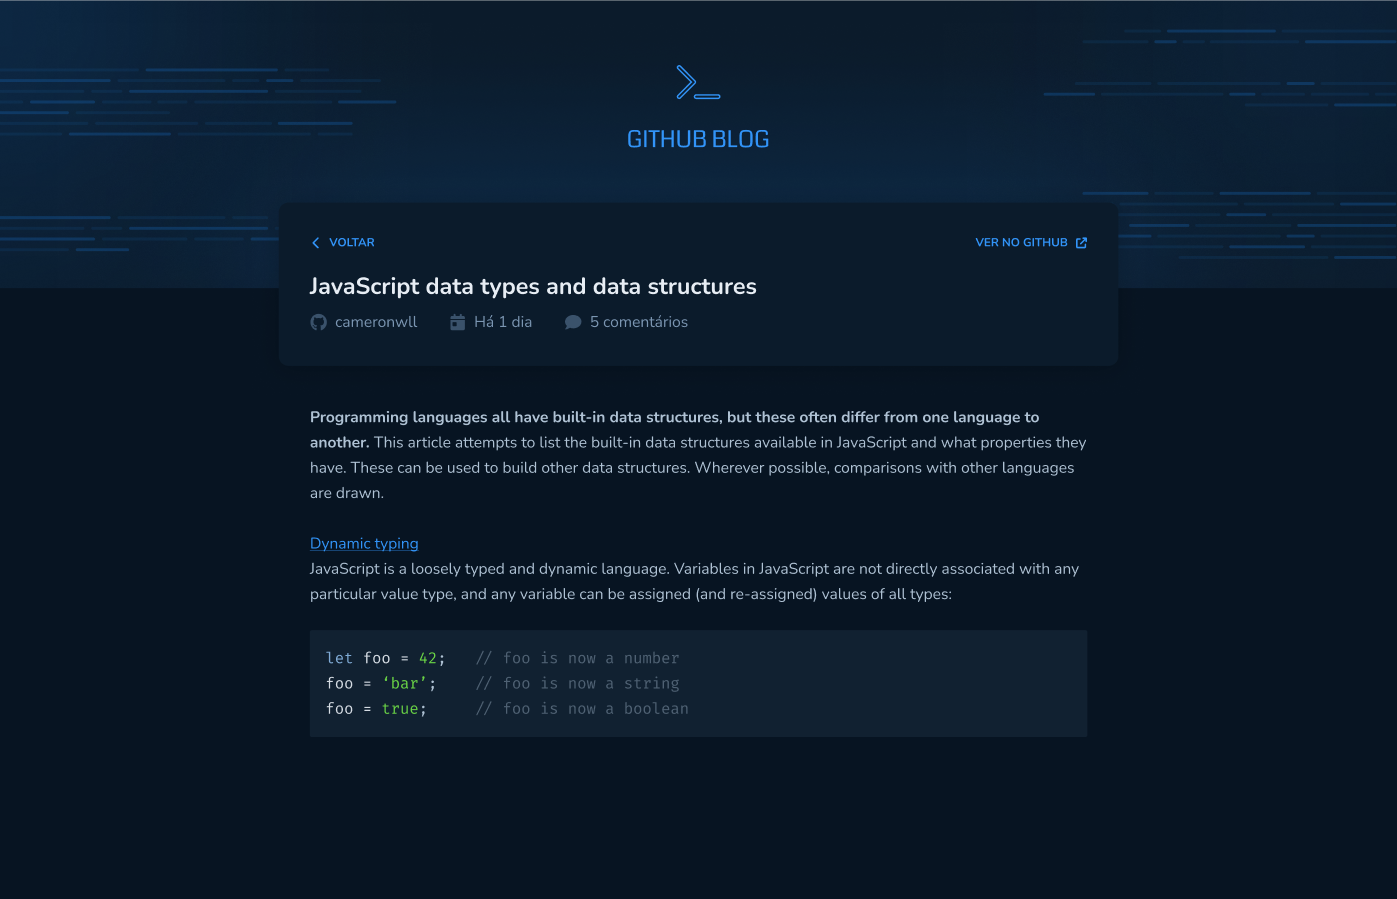 GITHUB BLOG
VOLTAR
VER NO GITHUB
JavaScript data types and data structures
cameronwll Há 1 dia 5 comentários
Programming languages all have built-in data structures, but these often differ from one language to
another. This article attempts to list the built-in data structures available in JavaScript and what properties they
have. These can be used to build other data structures. Wherever possible, comparisons with other languages
are drawn.
Dynamic typing
JavaScript is a loosely typed and dynamic language. Variables in JavaScript are not directly associated with any
particular value type, and any variable can be assigned (and re-assigned) values of all types:
let foo = 42;   // foo is now a number
foo = ‘bar’;    // foo is now a string
foo = true;     // foo is now a boolean